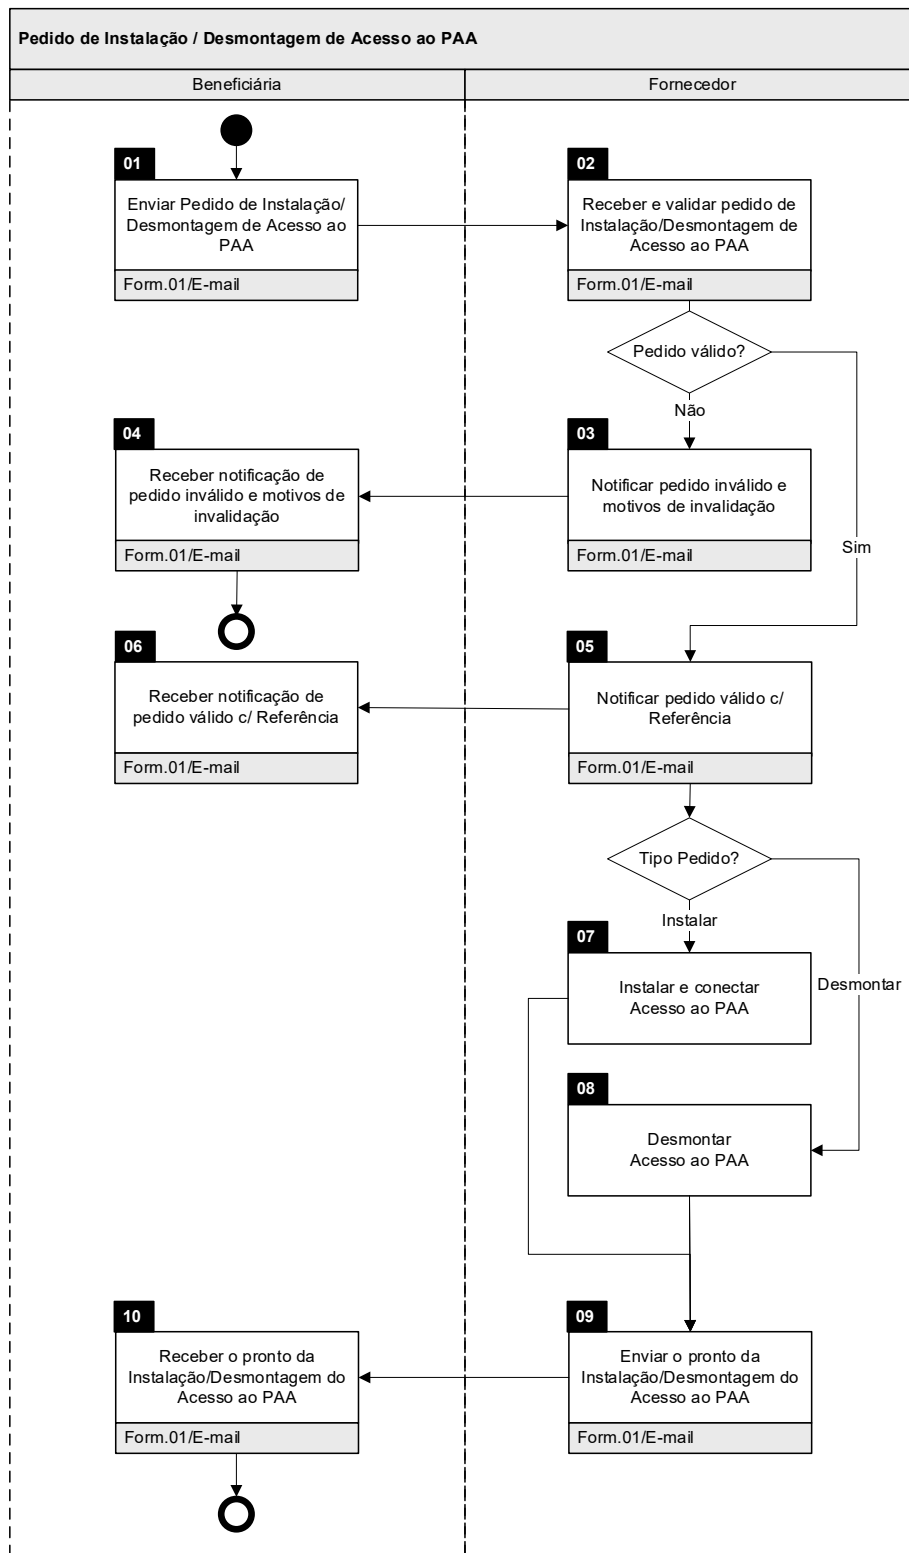 Pedido de Instalação / Desmontagem de Acesso ao PAA
Beneficiária
Fornecedor
01
Enviar Pedido de Instalação/
Desmontagem de Acesso ao
PAA
Form.01/E-mail
02
Receber e validar pedido de
Instalação/Desmontagem de
Acesso ao PAA
Form.01/E-mail
Pedido válido?
Não
Sim
04
Receber notificação de
pedido inválido e motivos de
invalidação
Form.01/E-mail
03
Notificar pedido inválido e
motivos de invalidação
Form.01/E-mail
06
Receber notificação de
pedido válido c/ Referência
Form.01/E-mail
05
Notificar pedido válido c/
Referência
Form.01/E-mail
Tipo Pedido?
Instalar
Desmontar
07
Instalar e conectar
Acesso ao PAA
08
Desmontar
Acesso ao PAA
10
Receber o pronto da
Instalação/Desmontagem do
Acesso ao PAA
Form.01/E-mail
09
Enviar o pronto da
Instalação/Desmontagem do
Acesso ao PAA
Form.01/E-mail